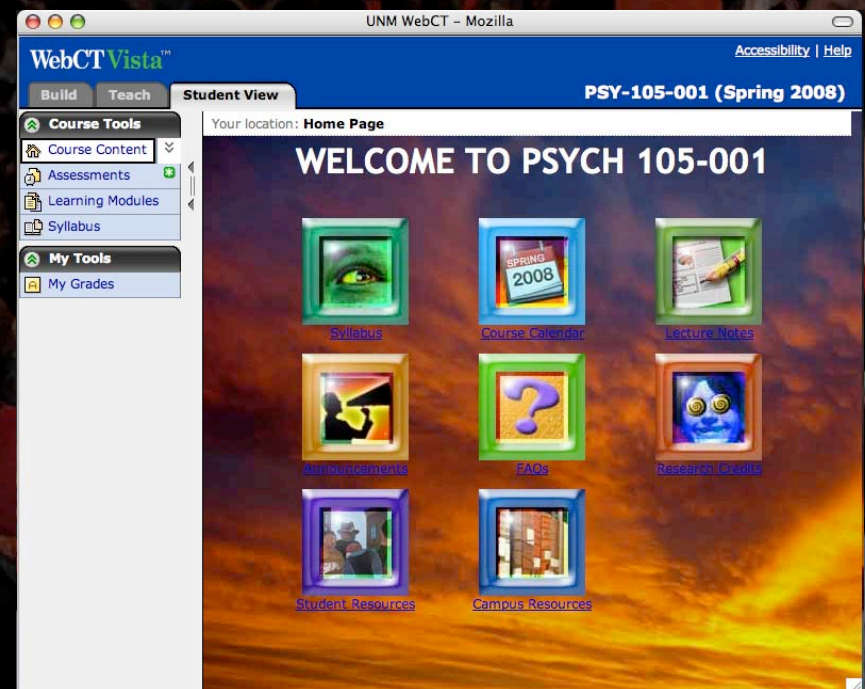 UNM WebCT – Mozilla
WebCT Vista™
Accessibility | Help
Build Teach Student View
PSY-105-001 (Spring 2008)
Course Tools
Course Content
Assessments
Learning Modules
Syllabus
My Tools
My Grades
Your location: Home Page
WELCOME TO PSYCH 105-001
SPRING
2008
Syllabus Course Calendar Lecture Notes
Announcements FAQs Research Credits
Student Resources Campus Resources